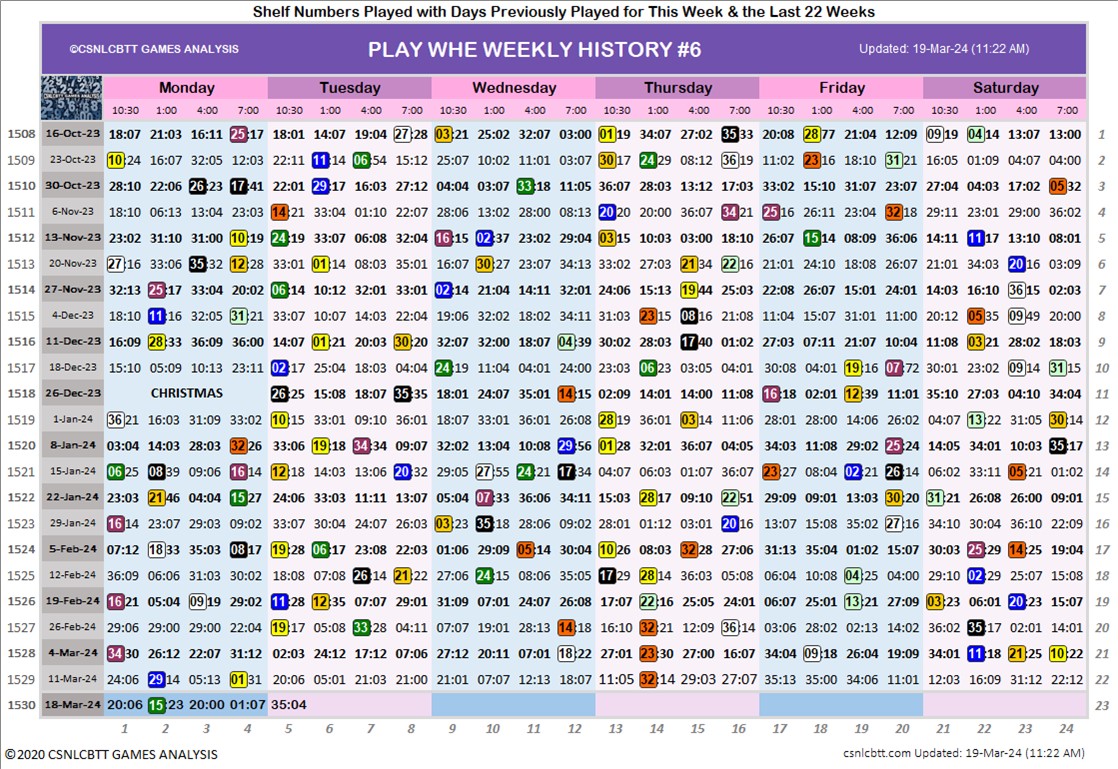 Shelf Numbers Played with Days Previously Played for This Week & the Last 22 Weeks
©CSNLCBTT GAMES ANALYSIS PLAY WHE WEEKLY HISTORY #6 Updated: 19-Mar-24 (11:22 AM)
Monday Tuesday Wednesday Thursday Friday Saturday
10:30 1:00 4:00 7:00 10:30 1:00 4:00 7:00 10:30 1:00 4:00 7:00 10:30 1:00 4:00 7:00 10:30 1:00 4:00 7:00 10:30 1:00 4:00 7:00
1508 16-Oct-23 18:07 21:03 16:11 25:17 18:01 14:07 19:04 27:28 03:21 25:02 32:07 03:00 01:19 34:07 27:02 35:33 20:08 28:77 21:04 12:09 09:19 04:14 13:07 13:00 1
1509 23-Oct-23 10:24 16:07 32:05 12:03 22:11 11:14 06:54 15:12 25:07 10:02 11:01 03:07 30:17 24:29 08:12 36:19 11:02 23:16 18:10 31:21 16:05 01:09 04:07 04:00 2
1510 30-Oct-23 28:10 22:06 26:23 17:41 22:01 29:17 16:03 27:12 04:04 03:07 33:18 11:05 36:07 28:03 13:12 17:03 33:02 15:10 31:07 23:07 27:04 04:03 17:02 05:32 3
1511 6-Nov-23 18:10 06:13 13:04 23:03 14:21 33:04 01:10 22:07 28:06 13:02 28:00 08:13 20:20 20:00 36:07 34:21 25:16 26:11 23:04 32:18 29:11 23:01 29:00 36:02 4
1512 13-Nov-23 23:02 31:10 31:00 10:19 24:19 33:07 06:08 32:04 16:15 02:37 23:02 29:04 03:15 10:03 03:00 18:10 26:07 15:14 08:09 36:06 14:11 11:17 13:10 08:01 5
1513 20-Nov-23 27:16 33:06 35:32 12:28 33:01 01:14 08:03 35:01 16:07 30:27 23:07 34:13 33:02 27:03 15:34 22:16 21:01 24:10 18:08 26:07 21:01 34:03 20:16 03:09 6
1514 27-Nov-23 32:13 25:17 33:04 20:02 06:14 10:12 32:01 33:01 02:14 21:04 14:11 32:01 24:06 15:13 19:44 25:03 22:08 26:07 15:12 24:01 14:03 16:10 36:15 02:03 7
1515 4-Dec-23 18:10 11:16 32:05 31:21 33:07 10:07 14:03 22:04 19:06 32:02 18:02 34:11 31:03 23:15 08:16 21:08 11:04 15:07 31:08 11:01 20:12 05:35 09:49 20:00 8
1516 11-Dec-23 16:09 28:33 36:09 36:00 14:07 01:21 20:03 30:20 32:07 32:00 18:07 04:39 30:02 28:03 17:40 01:02 27:03 07:11 21:07 10:04 11:08 03:21 28:02 18:03 9
1517 18-Dec-23 15:10 05:09 10:13 23:11 02:17 25:04 34:12 17:05 24:19 11:04 04:01 24:00 23:03 06:23 03:05 04:01 30:08 04:01 19:16 07:72 30:01 23:02 09:14 31:15 10
1518 26-Dec-23 CHRISTMAS 26:25 15:08 18:07 35:35 18:01 24:07 35:01 14:15 02:09 14:01 14:00 11:08 16:18 02:01 12:39 11:01 35:10 27:03 04:10 34:04 11
1519 1-Jan-24 36:21 16:03 31:09 33:02 10:15 33:01 09:10 36:01 18:07 33:01 36:01 09:01 28:19 36:01 03:14 11:06 28:01 28:00 14:06 26:02 04:07 13:22 31:05 30:14 12
1520 8-Jan-24 03:04 14:03 28:03 32:26 33:06 19:18 34:34 09:07 32:02 13:04 10:08 29:56 01:28 32:01 36:07 04:05 34:01 11:08 29:02 25:24 14:05 34:01 10:03 35:17 13
1521 15-Jan-24 06:25 08:39 09:06 16:14 12:18 14:03 13:06 20:32 29:05 27:55 24:21 17:34 04:07 06:03 01:07 36:07 23:27 09:04 02:21 26:14 06:02 33:11 05:21 01:02 14
1522 22-Jan-24 23:03 21:46 04:04 15:27 24:06 33:03 11:11 13:07 05:04 07:33 36:06 34:11 15:03 28:17 09:10 22:51 29:09 09:01 13:03 30:20 31:21 26:08 26:00 09:01 15
1523 29-Jan-24 16:14 23:07 29:03 09:02 33:07 30:04 24:07 26:03 03:23 35:18 28:06 09:02 28:01 01:12 03:01 20:16 13:07 15:08 35:02 27:16 34:10 30:04 36:10 22:09 16
1524 5-Feb-24 07:12 18:33 35:03 08:17 19:28 06:17 23:08 22:03 01:06 29:09 05:14 30:04 10:26 08:03 32:28 27:06 31:13 35:04 01:02 15:07 30:03 25:29 14:25 19:04 17
1525 12-Feb-24 36:09 06:06 31:03 30:02 18:08 07:08 26:14 21:22 27:06 24:15 08:06 35:05 17:29 28:14 36:03 05:08 06:04 10:08 04:25 04:00 29:10 02:29 25:07 15:08 18
1526 19-Feb-24 16:21 05:04 09:19 29:02 11:28 12:35 07:07 29:01 31:09 07:01 24:07 26:08 17:07 22:16 25:05 24:01 06:07 25:01 13:21 27:09 03:23 06:01 20:23 15:07 19
1527 26-Feb-24 29:06 29:00 29:00 22:04 19:17 05:08 33:28 21:04 07:07 19:01 28:13 14:18 16:10 32:21 12:09 36:14 03:05 28:02 02:13 14:02 36:02 35:17 02:01 14:01 20
1528 4-Mar-24 34:30 26:12 22:07 31:12 02:03 24:12 17:12 07:06 27:12 20:11 07:01 18:22 27:01 23:30 27:00 16:07 34:04 09:18 26:04 19:09 34:01 11:18 21:25 10:22 21
1529 11-Mar-24 24:06 29:14 05:13 01:31 20:06 05:01 21:03 21:00 21:01 07:07 12:13 18:07 11:05 32:14 29:03 27:07 35:13 35:00 34:06 11:01 12:03 16:09 31:12 22:12 22
1530 18-Mar-24 20:06 15:23 20:00 01:07 35:04 23
1 2 3 4 5 6 7 8 9 10 11 12 13 14 15 16 17 18 19 20 21 22 23 24
©2020 CSNLCBTT GAMES ANALYSIS csnlcbtt.com Updated: 19-Mar-24 (11:22 AM)